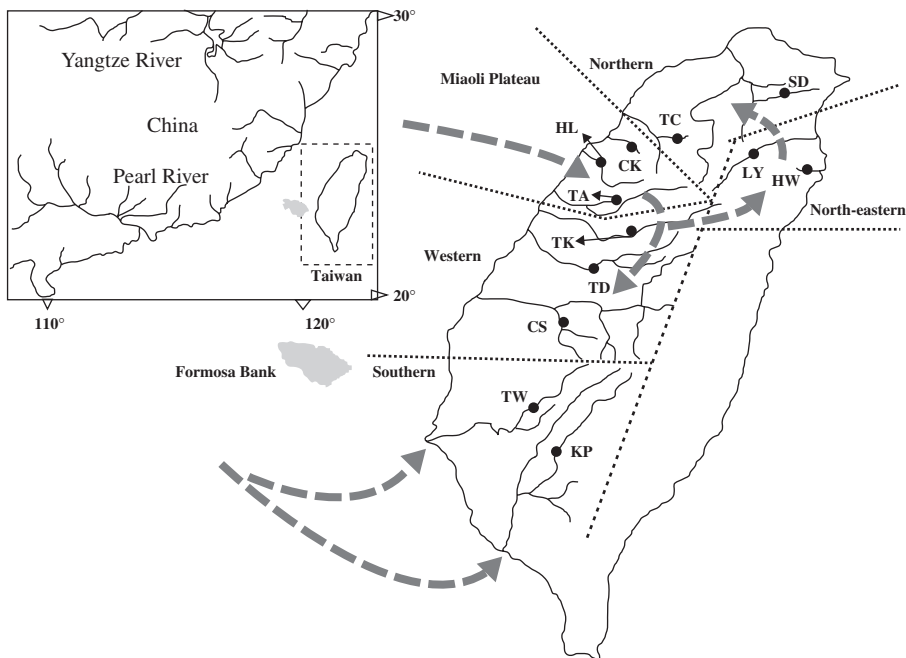 30°
Yangtze River
China
Pearl River
Taiwan
20°
110°
120°
Miaoli Plateau
Northern
SD
HL
TC
CK
LY
HW
TA
North-eastern
TK
Western
TD
CS
Formosa Bank
Southern
TW
KP